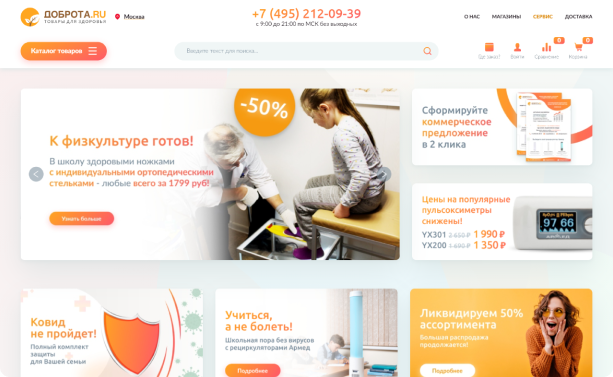 ДОБРОТА.RU
ТОВАРЫ ДЛЯ ЗДОРОВЬЯ
Москва
+7 (495) 212-09-39
с 9:00 до 21:00 по МСК без выходных
О НАС МАГАЗИНЫ СЕРВИС ДОСТАВКА
Каталог товаров
Введите текст для поиска...
Где заказ?
Войти
0
Сравнение
0
Корзина
-50%
К физкультуре готов!
В школу здоровыми ножками
с индивидуальными ортопедическими
стельками - любые всего за 1799 руб!
Узнать больше
Сформируйте
коммерческое
предложение
в 2 клика
Цены на популярные
пульсоксиметры
снижены!
YX301 2 650 ₽ 1 990 ₽
YX200 1 690 ₽ 1 350 ₽
97 66
Ковид
не пройдет!
Полный комплект
защиты
для Вашей семьи
Учиться,
а не болеть!
Школьная пора без вирусов
с рециркуляторами Армед
Подробнее
Ликвидируем 50%
ассортимента
Большая распродажа
продолжается!
Подробнее